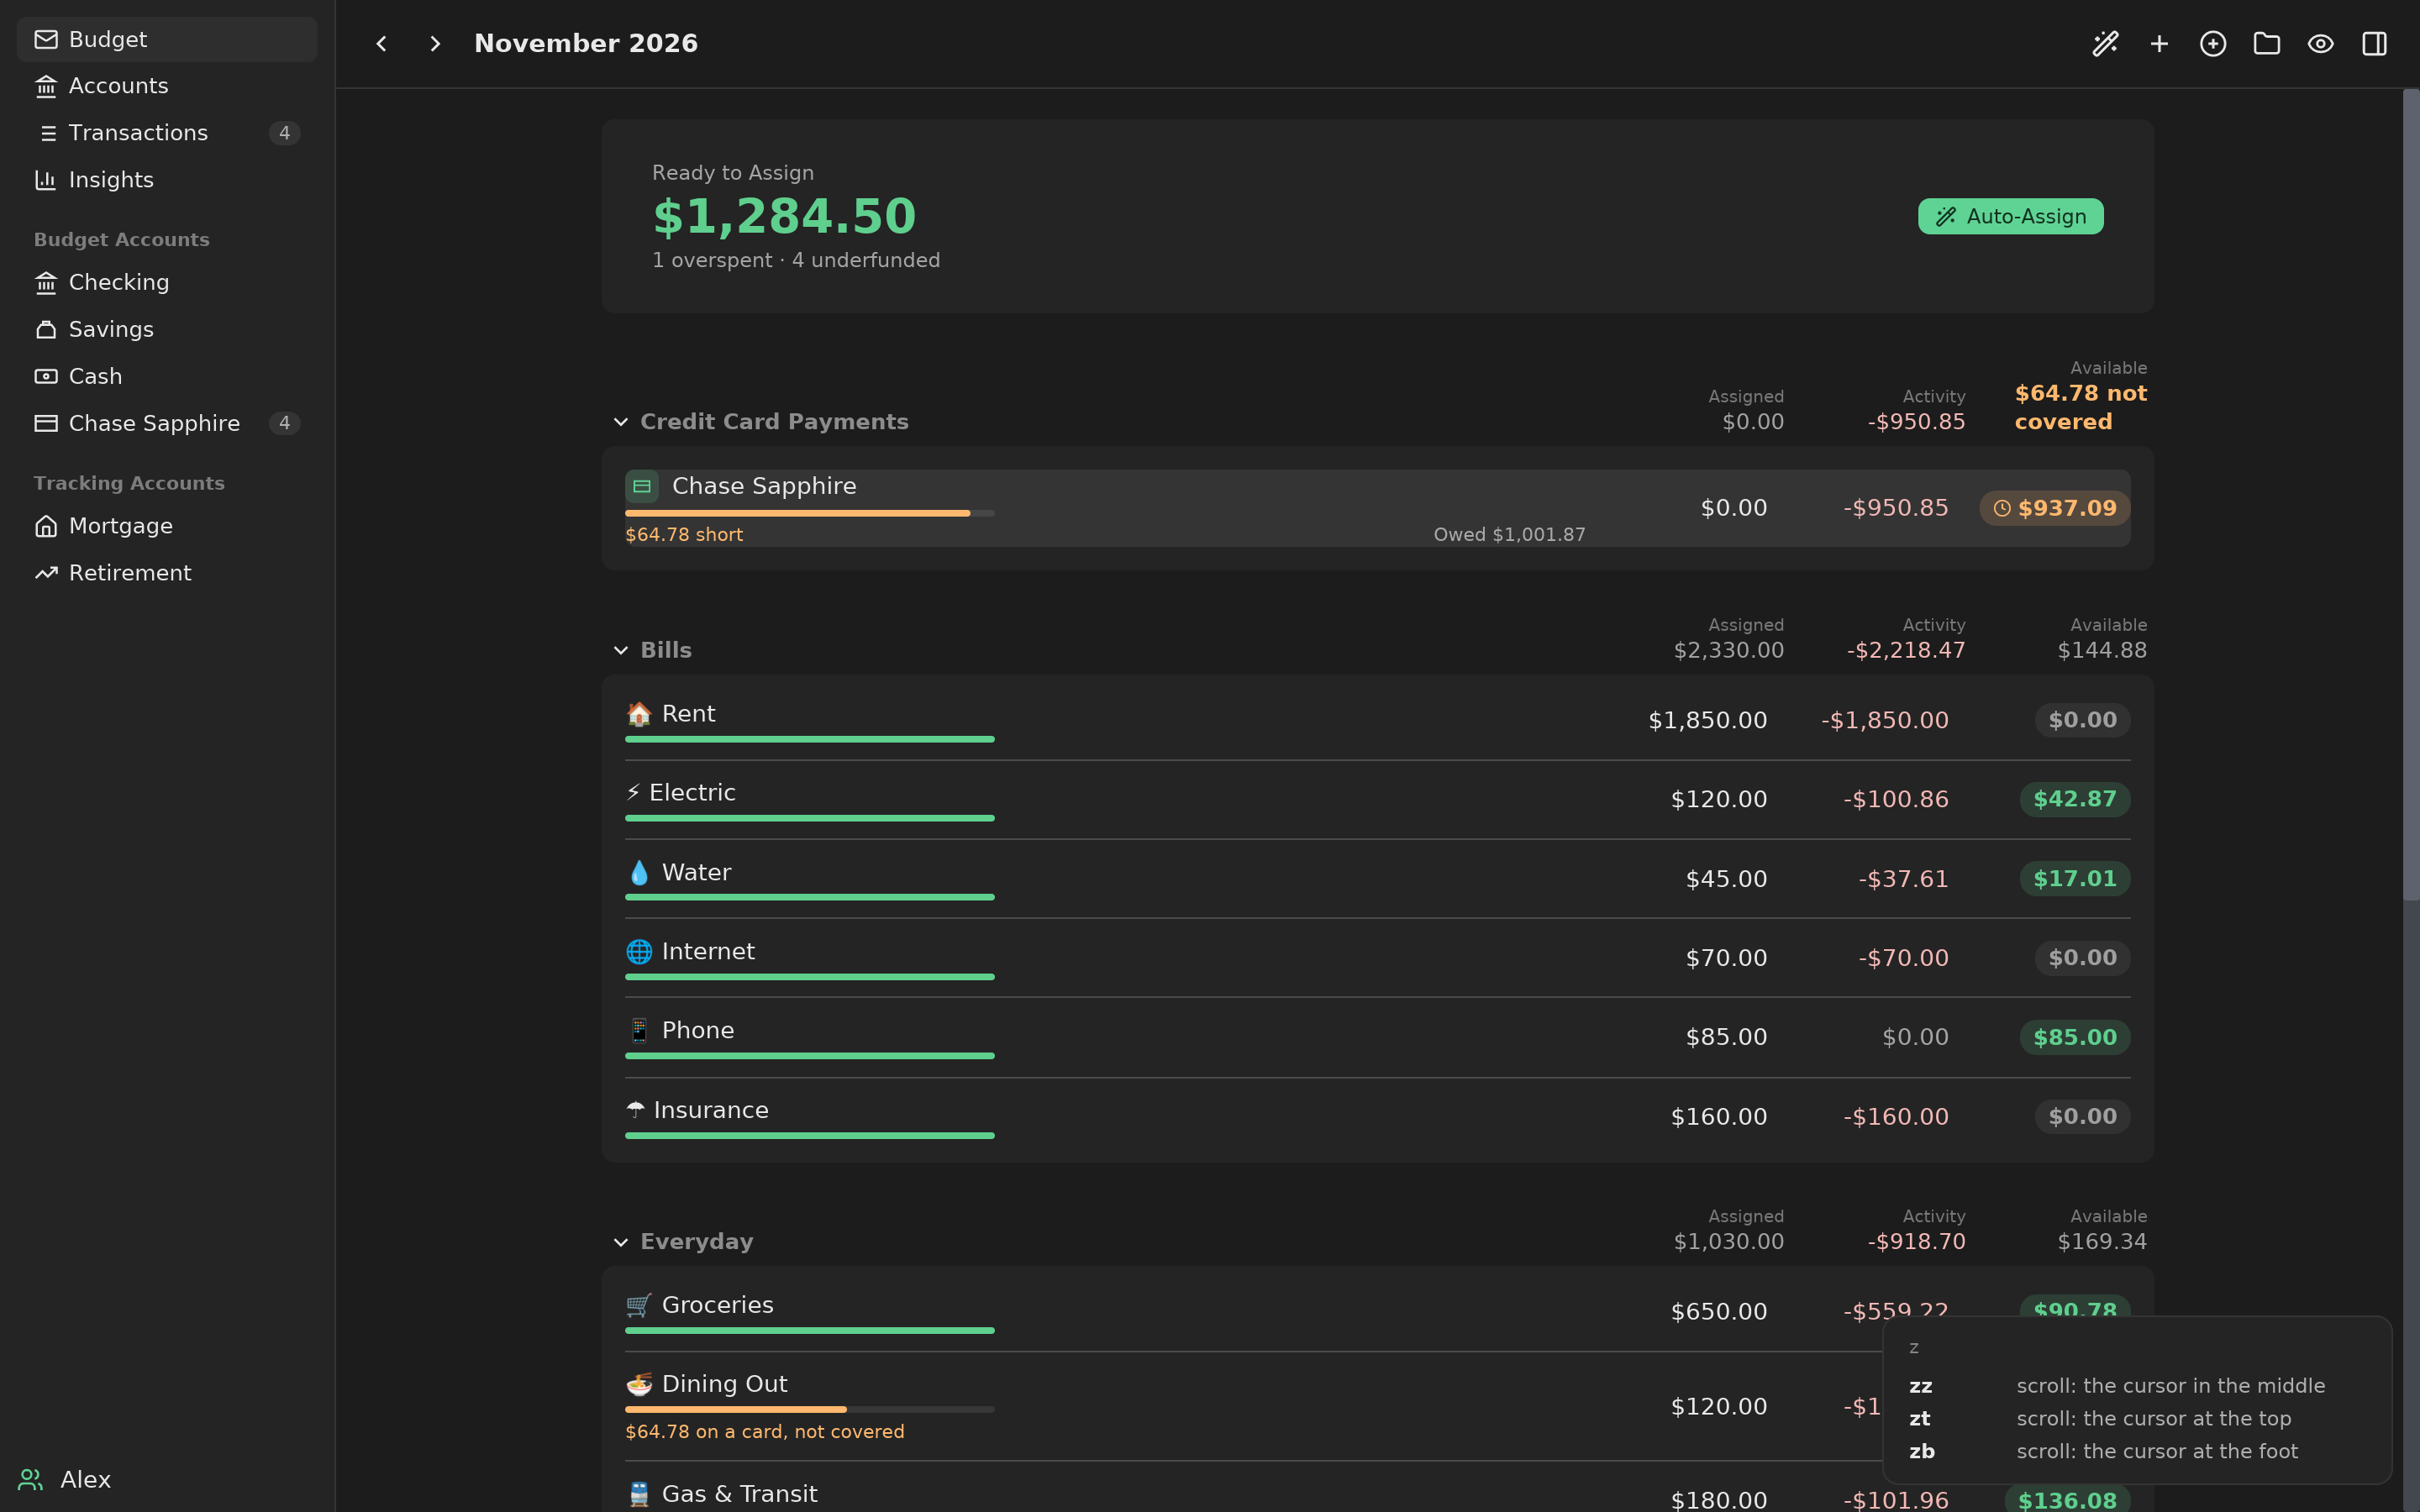 Budget
Accounts
Transactions 4
Insights
Budget Accounts
Checking
Savings
Cash
Chase Sapphire 4
Tracking Accounts
Mortgage
Retirement
Alex
November 2026
Ready to Assign
$1,284.50
1 overspent · 4 underfunded
Auto-Assign
Credit Card Payments
Assigned
$0.00
Activity
-$950.85
Available
$64.78 not
covered
Chase Sapphire
$0.00 -$950.85 $937.09
$64.78 short Owed $1,001.87
Bills
Assigned
$2,330.00
Activity
-$2,218.47
Available
$144.88
🏠 Rent $1,850.00 -$1,850.00 $0.00
⚡ Electric $120.00 -$100.86 $42.87
💧 Water $45.00 -$37.61 $17.01
🌐 Internet $70.00 -$70.00 $0.00
📱 Phone $85.00 $0.00 $85.00
☂ Insurance $160.00 -$160.00 $0.00
Everyday
Assigned
$1,030.00
Activity
-$918.70
Available
$169.34
🛒 Groceries $650.00 -$559.22 $90.78
🍜 Dining Out $120.00 -$1
$64.78 on a card, not covered
🚆 Gas & Transit $180.00 -$101.96 $136.08
z
zz scroll: the cursor in the middle
zt scroll: the cursor at the top
zb scroll: the cursor at the foot